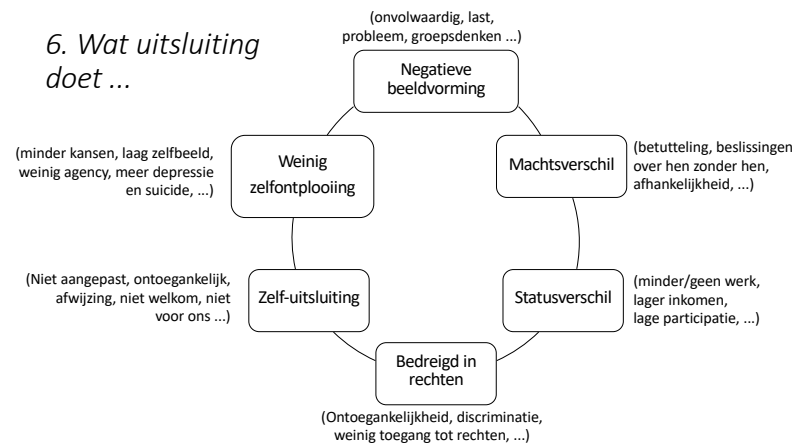 6. Wat uitsluiting
doet ...
(onvolwaardig, last,
probleem, groepsdenken ...)
Negatieve
beeldvorming
Machtsverschil
(betutteling, beslissingen
over hen zonder hen,
afhankelijkheid, ...)
Statusverschil
(minder/geen werk,
lager inkomen,
lage participatie, ...)
Bedreigd in
rechten
(Ontoegankelijkheid, discriminatie,
weinig toegang tot rechten, ...)
Zelf-uitsluiting
(Niet aangepast, ontoegankelijk,
afwijzing, niet welkom, niet
voor ons ...)
Weinig
zelfontplooiing
(minder kansen, laag zelfbeeld,
weinig agency, meer depressie
en suicide, ...)